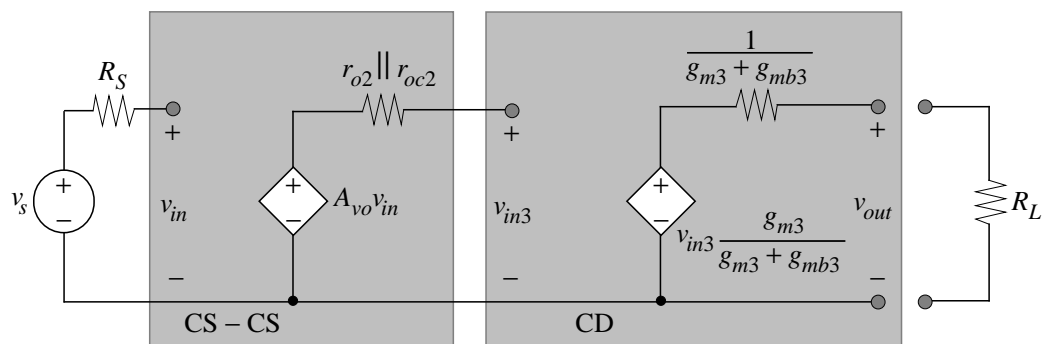 R_S
v_s
+
−
+
v_in
−
r_o2 || r_oc2
+
−
A_vo v_in
CS – CS
+
v_in3
−
1
g_m3 + g_mb3
+
−
v_in3 g_m3
g_m3 + g_mb3
CD
+
v_out
−
R_L